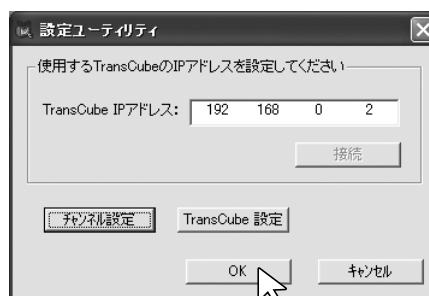 設定ユーティリティ
使用するTransCubeのIPアドレスを設定してください
TransCube IPアドレス: 192 168 0 2
接続
チャンネル設定 TransCube 設定
OK キャンセル